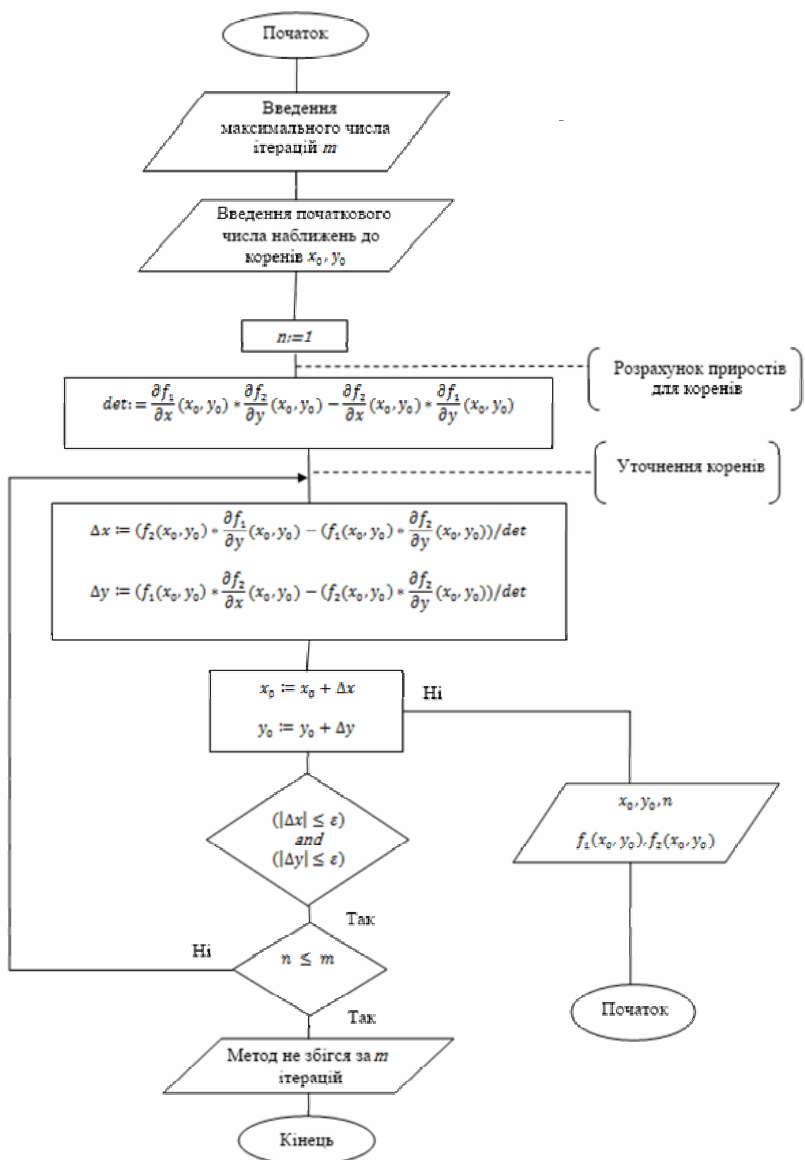 Початок
Введення
максимального числа
ітерацій m
Введення початкового
числа наближень до
коренів x₀, y₀
n:=1
Розрахунок приростів
для коренів
det:= ∂f₁/∂x (x₀, y₀) * ∂f₂/∂y (x₀, y₀) − ∂f₂/∂x (x₀, y₀) * ∂f₁/∂y (x₀, y₀)
Уточнення коренів
Δx ≔ (f₂(x₀, y₀) * ∂f₁/∂y (x₀, y₀) − (f₁(x₀, y₀) * ∂f₂/∂y (x₀, y₀))/det
Δy ≔ (f₁(x₀, y₀) * ∂f₂/∂x (x₀, y₀) − (f₂(x₀, y₀) * ∂f₂/∂y (x₀, y₀))/det
x₀ ≔ x₀ + Δx
y₀ ≔ y₀ + Δy
Ні
x₀, y₀, n
f₁(x₀, y₀), f₂(x₀, y₀)
(|Δx| ≤ ε)
and
(|Δy| ≤ ε)
Так
Ні
n ≤ m
Початок
Так
Метод не збігся за m
ітерацій
Кінець